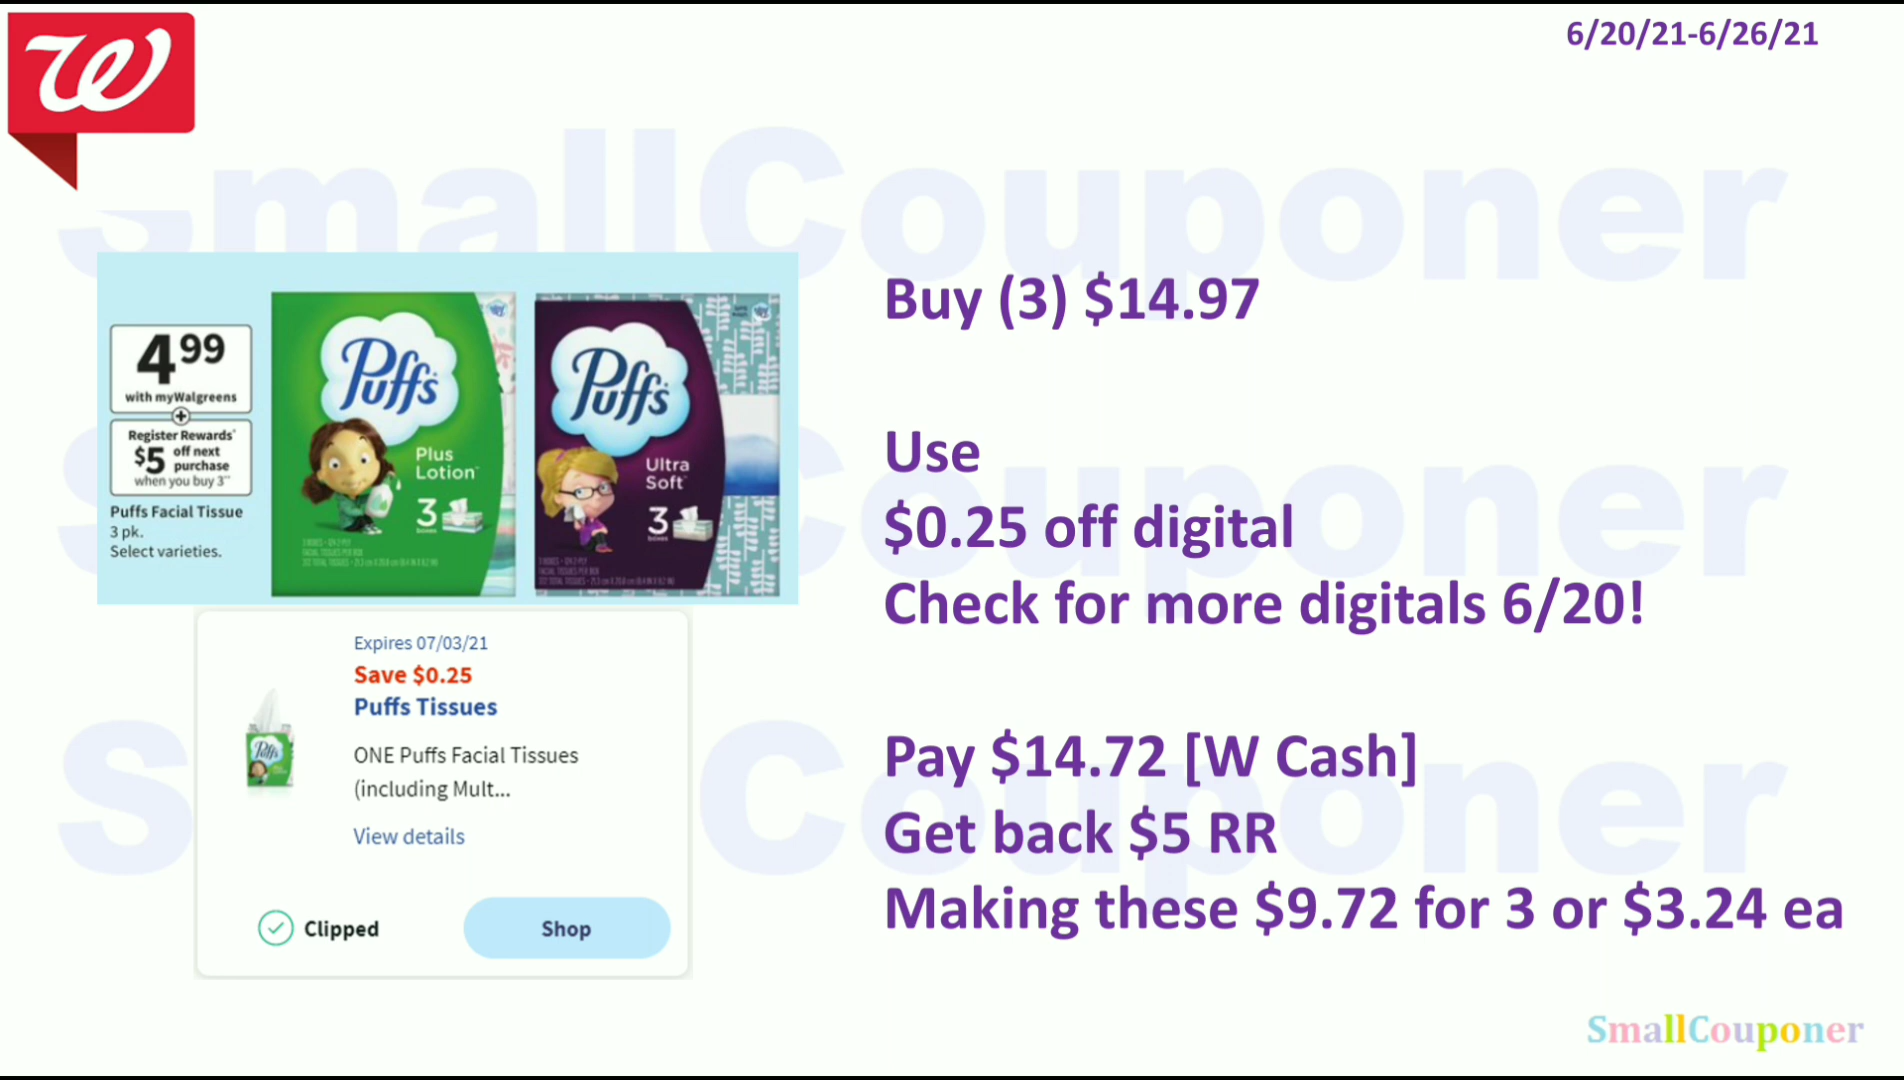 6/20/21-6/26/21
SmallCouponer
4.99
with myWalgreens
+
Register Rewards*
$5 off next purchase
when you buy 3**
Puffs Facial Tissue
3 pk.
Select varieties.
Puffs
Plus
Lotion
3
boxes
Puffs
Ultra
Soft
3
boxes
Buy (3) $14.97
Use
$0.25 off digital
Check for more digitals 6/20!
Pay $14.72 [W Cash]
Get back $5 RR
Making these $9.72 for 3 or $3.24 ea
Expires 07/03/21
Save $0.25
Puffs Tissues
ONE Puffs Facial Tissues
(including Mult...
View details
Puffs
Clipped
Shop
SmallCouponer